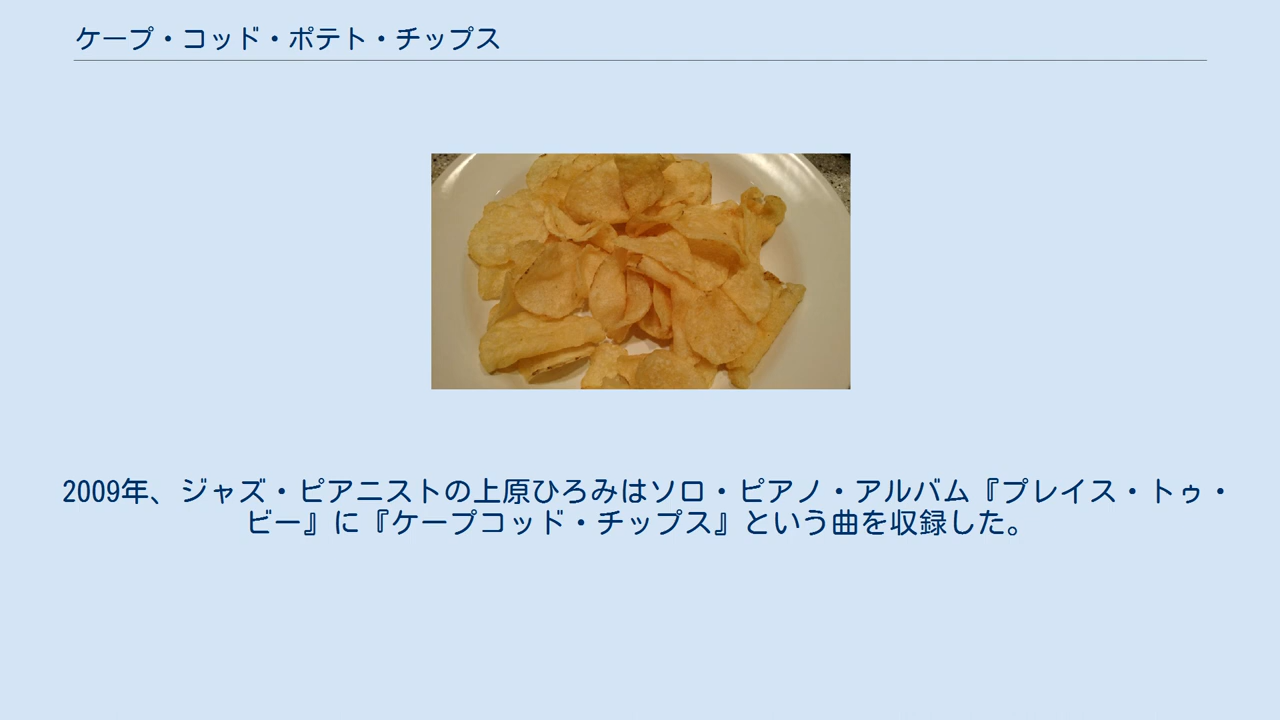 ケープ・コッド・ポテト・チップス
2009年、ジャズ・ピアニストの上原ひろみはソロ・ピアノ・アルバム『プレイス・トゥ・
ビー』に『ケープコッド・チップス』という曲を収録した。